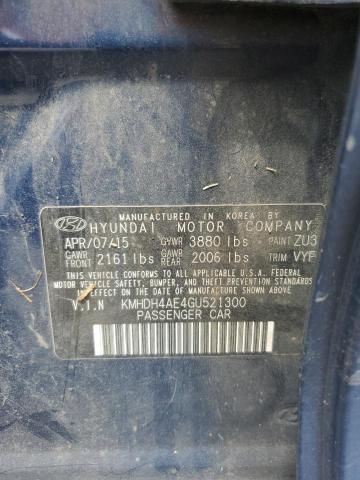 MANUFACTURED IN KOREA BY
HYUNDAI MOTOR COMPANY
APR/07/15 GVWR 3880 lbs PAINT ZU3
GAWR FRONT 2161 lbs GAWR REAR 2006 lbs TRIM VYF
THIS VEHICLE CONFORMS TO ALL APPLICABLE U.S.A. FEDERAL
MOTOR VEHICLE SAFETY, BUMPER, AND THEFT PREVENTION
STANDARDS IN EFFECT ON THE DATE OF MANUFACTURE SHOWN ABOVE.
V.I.N KMHDH4AE4GU521300
PASSENGER CAR